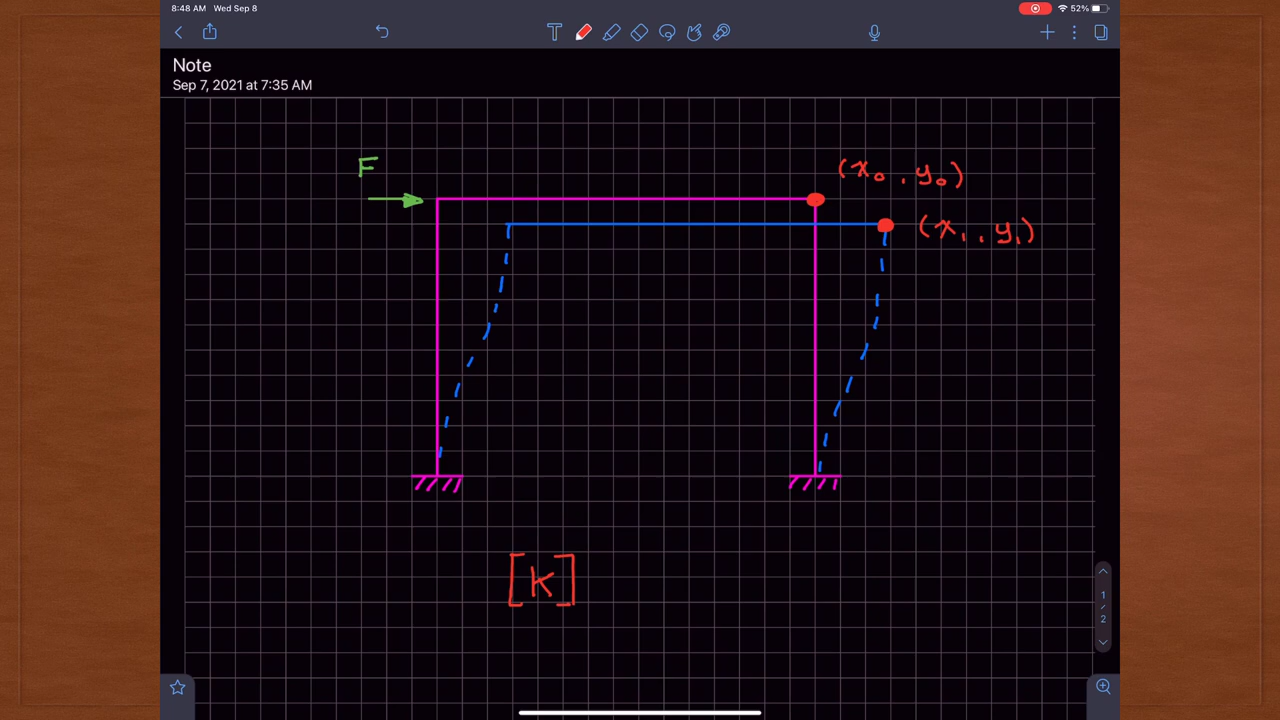 8:48 AM Wed Sep 8
52%
T
Note
Sep 7, 2021 at 7:35 AM
F
(x₀, y₀)
(x₁, y₁)
[K]
1
/
2